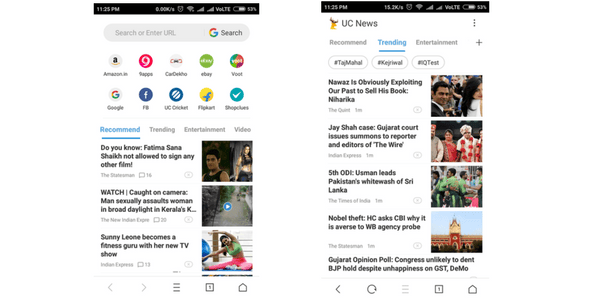 11:25 PM
0.00K/s
VoLTE
53%
Search or Enter URL
Search
Amazon.in
9apps
CarDekho
ebay
Voot
Google
FB
UC Cricket
Flipkart
Shopclues
Recommend
Trending
Entertainment
Video
Do you know: Fatima Sana
Shaikh not allowed to sign any
other film!
The Statesman
16
WATCH | Caught on camera:
Man sexually assaults woman
in broad daylight in Kerala's K...
The New Indian Expre
20
Sunny Leone becomes a
fitness guru with her new TV
show
Indian Express
13
1
11:25 PM
15.2K/s
VoLTE
53%
UC News
Recommend
Trending
Entertainment
+
#TajMahal
#Kejriwal
#IQTest
Nawaz Is Obviously Exploiting
Our Past to Sell His Book:
Niharika
The Quint
1m
Jay Shah case: Gujarat court
issues summons to reporter
and editors of 'The Wire'
Indian Express
1m
5th ODI: Usman leads
Pakistan's whitewash of Sri
Lanka
The Times of India
1m
Nobel theft: HC asks CBI why it
is averse to WB agency probe
The Statesman
1m
Gujarat Opinion Poll: Congress unlikely to dent
BJP hold despite unhappiness on GST, DeMo
1